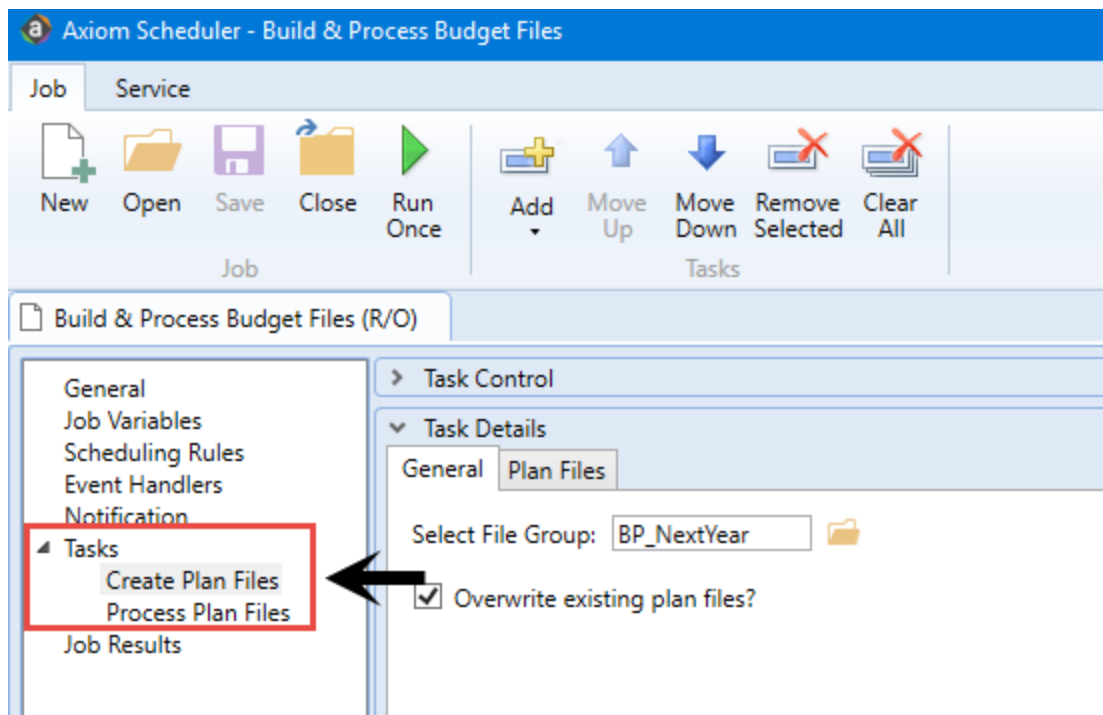 Axiom Scheduler - Build & Process Budget Files
Job Service
New Open Save Close Run Once Add Move Up Move Down Remove Selected Clear All
Job Tasks
Build & Process Budget Files (R/O)
General
Job Variables
Scheduling Rules
Event Handlers
Notification
Tasks
Create Plan Files
Process Plan Files
Job Results
Task Control
Task Details
General Plan Files
Select File Group: BP_NextYear
Overwrite existing plan files?